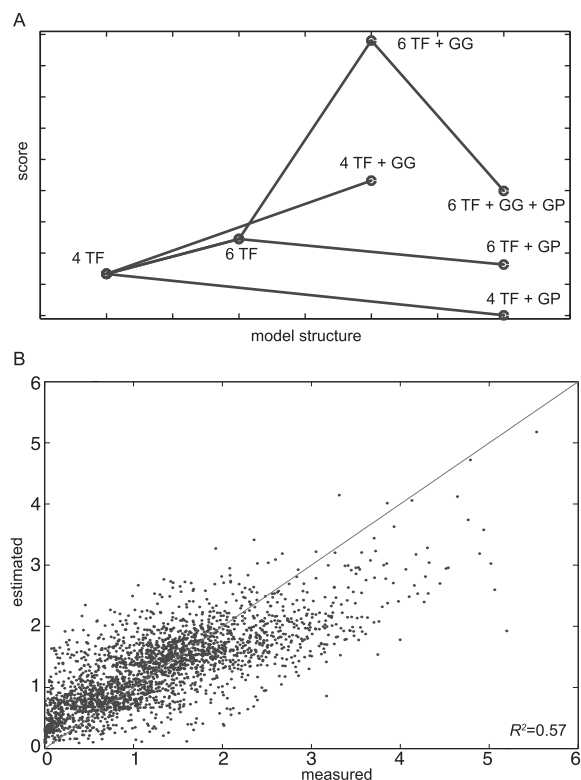 A
6 TF + GG
4 TF + GG
6 TF + GG + GP
4 TF
6 TF
6 TF + GP
4 TF + GP
score
model structure
B
6
5
4
3
2
1
0
estimated
R²=0.57
0 1 2 3 4 5 6
measured